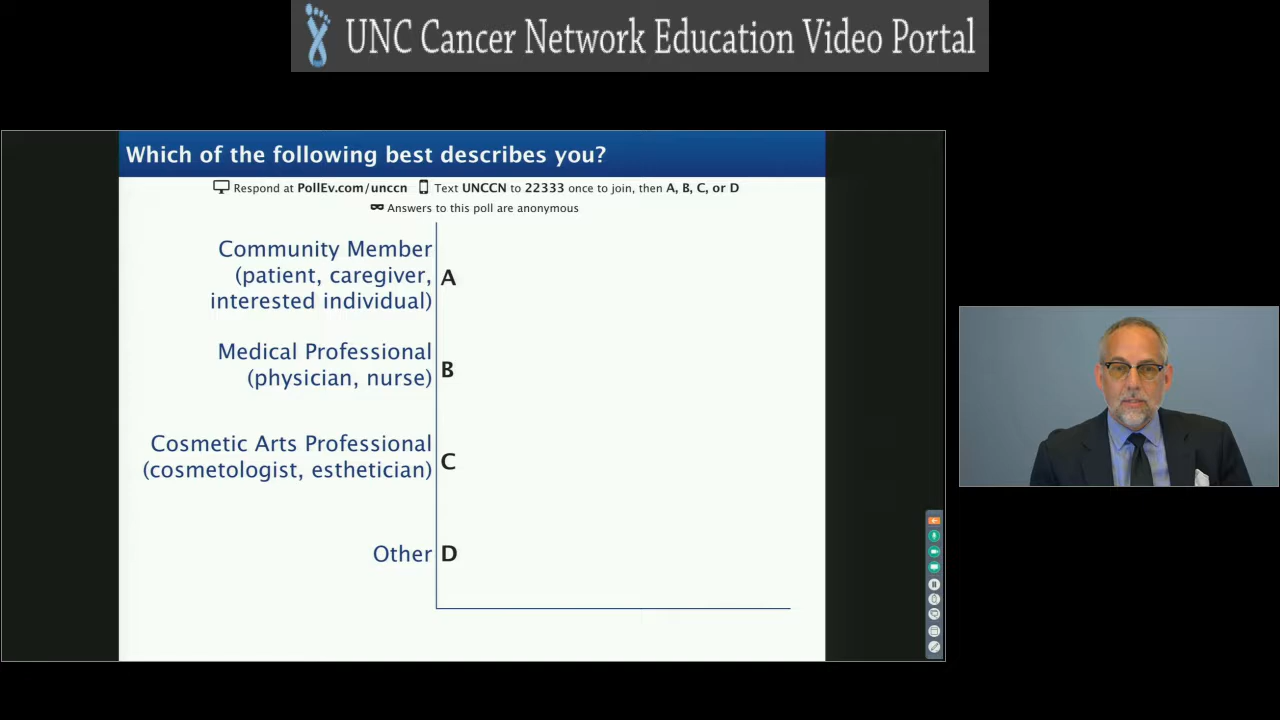 UNC Cancer Network Education Video Portal
Which of the following best describes you?
Respond at PollEv.com/unccn Text UNCCN to 22333 once to join, then A, B, C, or D
Answers to this poll are anonymous
Community Member
(patient, caregiver,
interested individual)
A
Medical Professional
(physician, nurse)
B
Cosmetic Arts Professional
(cosmetologist, esthetician)
C
Other D